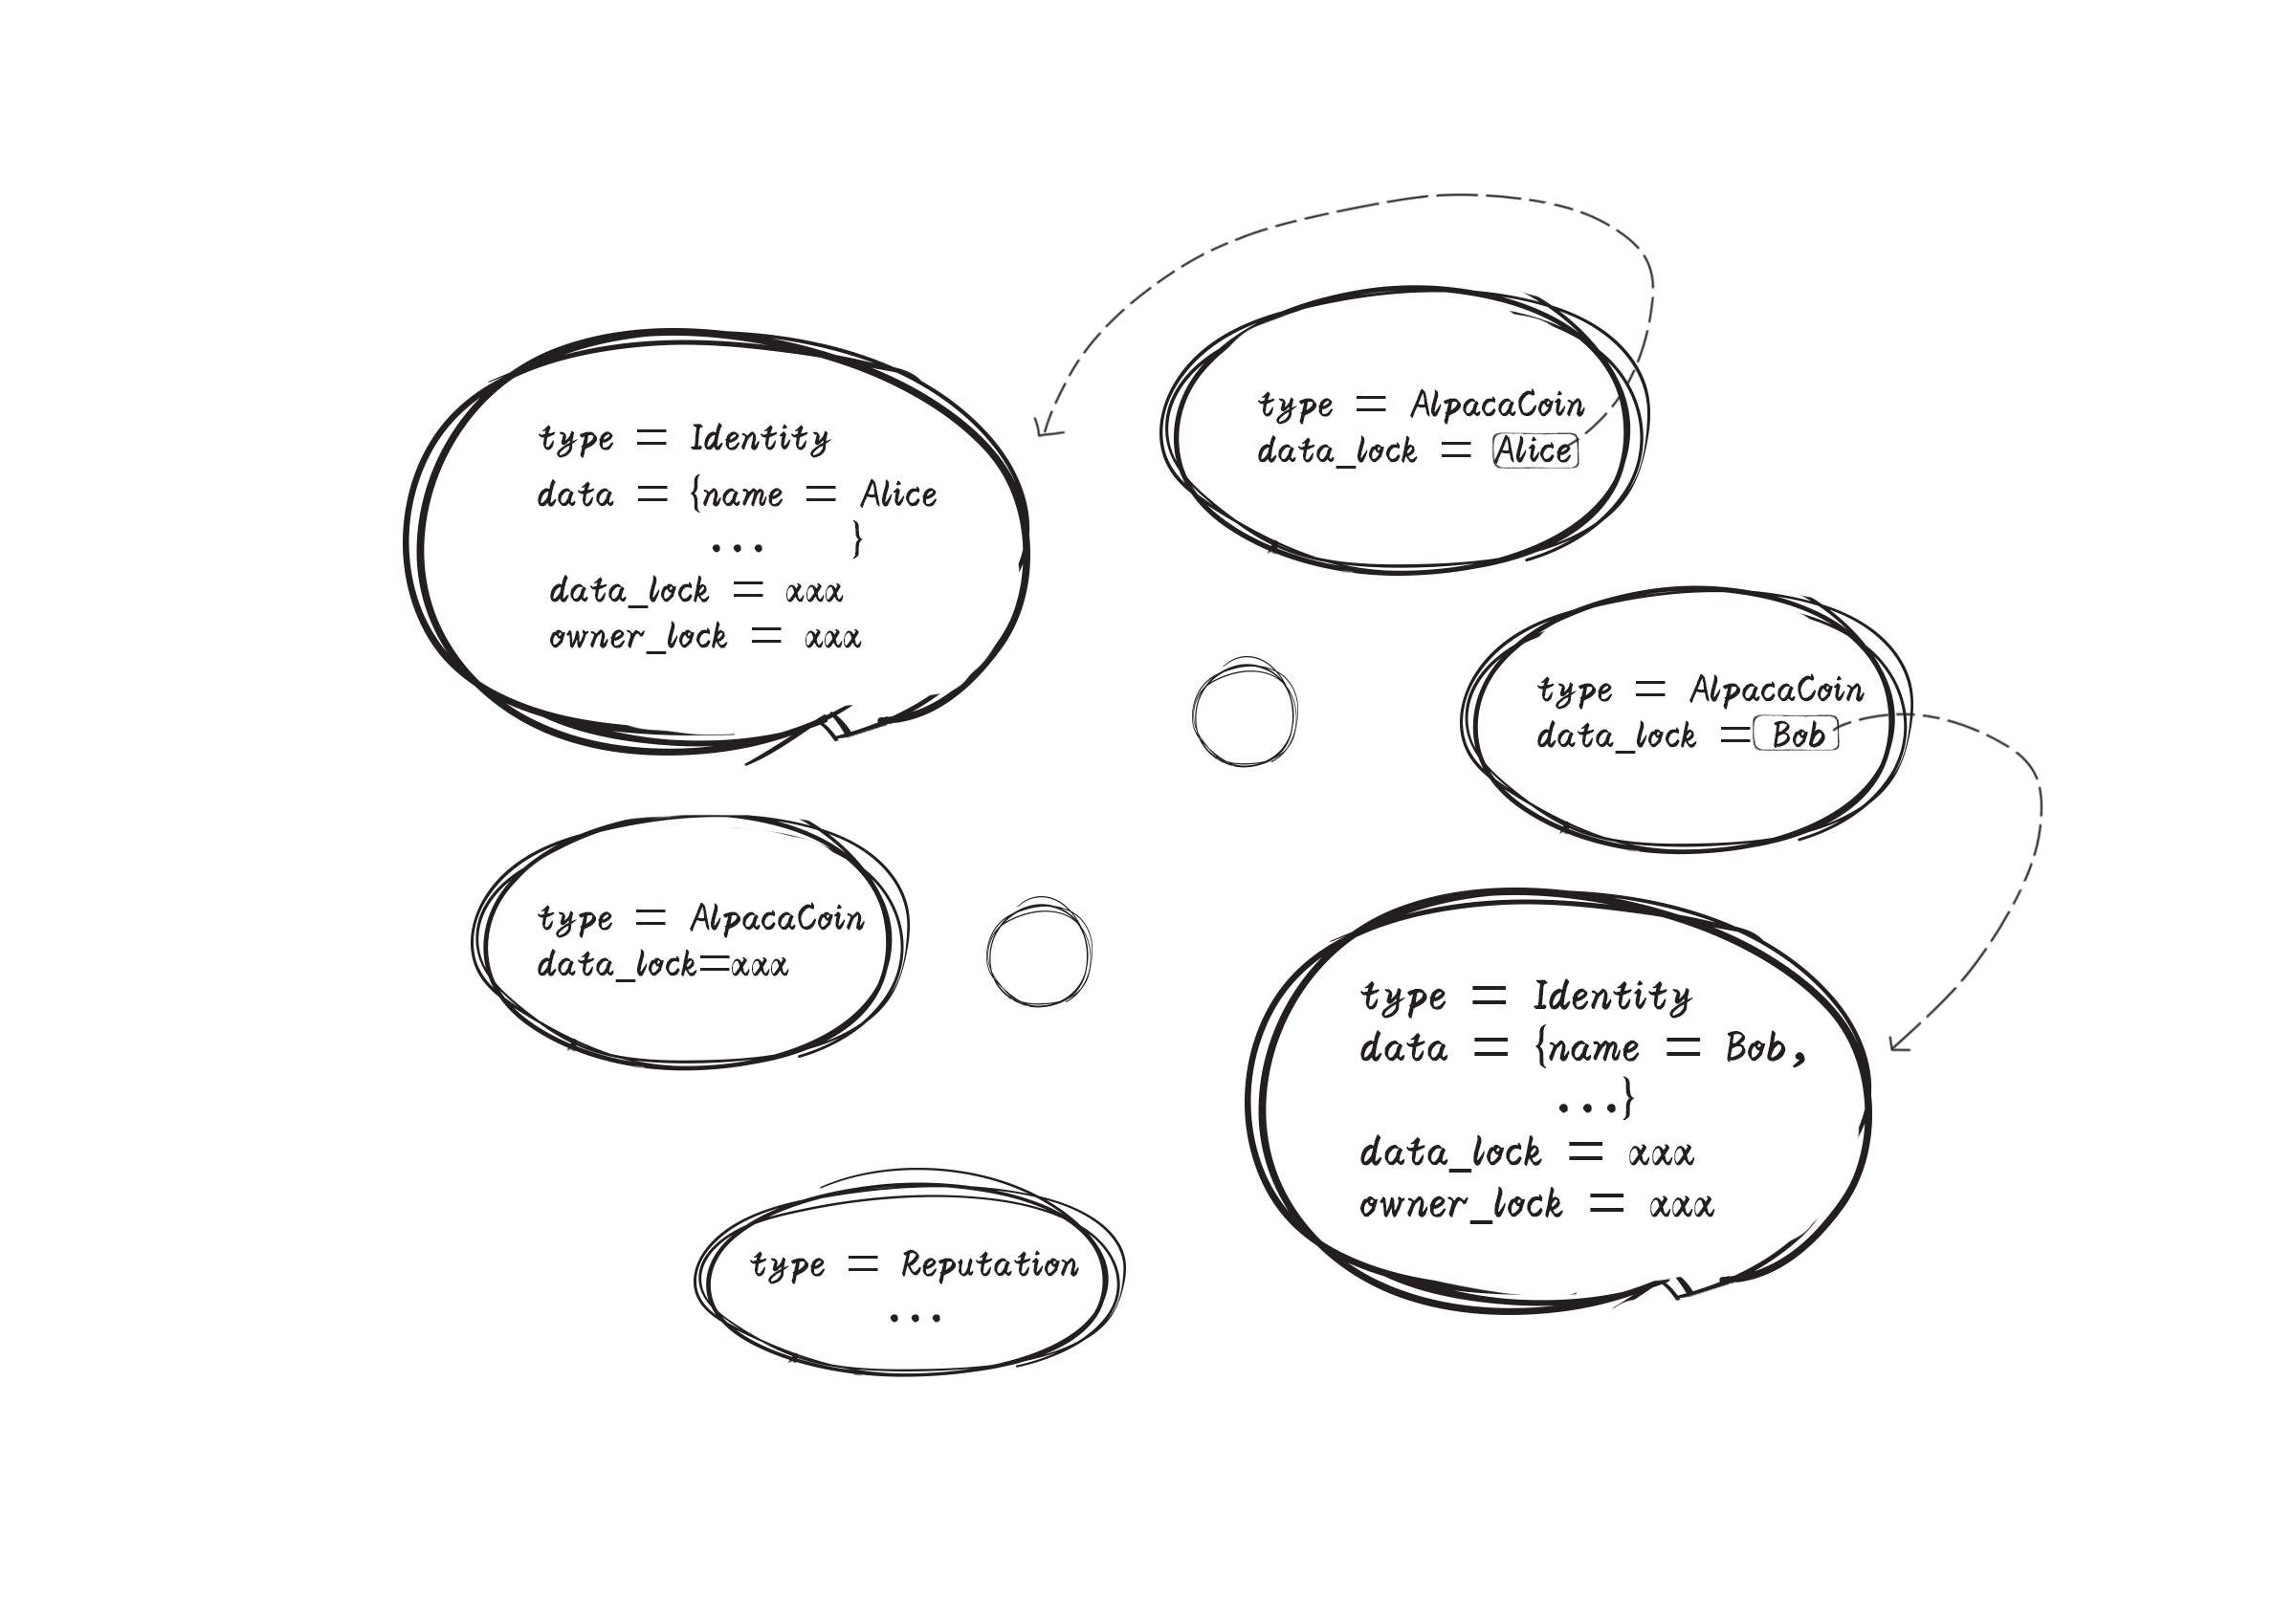 type = Identity
data = {name = Alice
... }
data_lock = xxx
owner_lock = xxx
type = AlpacaCoin
data_lock = Alice
type = AlpacaCoin
data_lock = Bob
type = AlpacaCoin
data_lock=xxx
type = Identity
data = {name = Bob,
...}
data_lock = xxx
owner_lock = xxx
type = Reputation
...